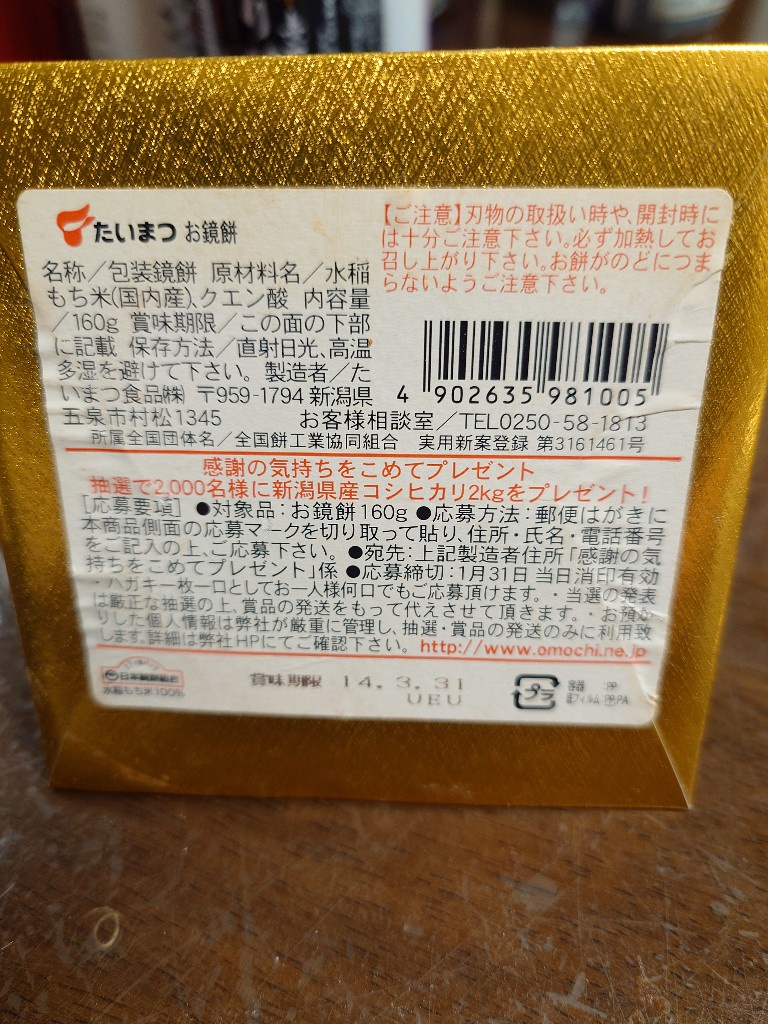 たいまつ お鏡餅
名称/包装鏡餅 原材料名/水稲
もち米(国内産)、クエン酸 内容量
/160g 賞味期限/この面の下部
に記載 保存方法/直射日光、高温
多湿を避けて下さい。製造者/た
いまつ食品㈱ 〒959-1794 新潟県
五泉市村松1345 お客様相談室/TEL0250-58-1813
所属全国団体名/全国餅工業協同組合 実用新案登録 第3161461号
【ご注意】刃物の取扱い時や、開封時に
は十分ご注意下さい。必ず加熱してお
召し上がり下さい。お餅がのどにつま
らないようご注意下さい。
4 902635 981005
感謝の気持ちをこめてプレゼント
抽選で2,000名様に新潟県産コシヒカリ2kgをプレゼント!
[応募要項] ●対象品:お鏡餅160g ●応募方法:郵便はがきに
本商品側面の応募マークを切り取って貼り、住所・氏名・電話番号
をご記入の上、ご応募下さい。●宛先:上記製造者住所「感謝の気
持ちをこめてプレゼント」係 ●応募締切:1月31日 当日消印有効
・ハガキ一枚一口としてお一人様何口でもご応募頂けます。・当選の発表
は厳正な抽選の上、賞品の発送をもって代えさせて頂きます。・お預か
りした個人情報は弊社が厳重に管理し、抽選・賞品の発送のみに利用致
します。詳細は弊社HPにてご確認下さい。 http://www.omochi.ne.jp
水稲もち米100%
賞味期限 14.3.31
UEU
プラ
容器 :PP
蓋フィルム:PP,PA